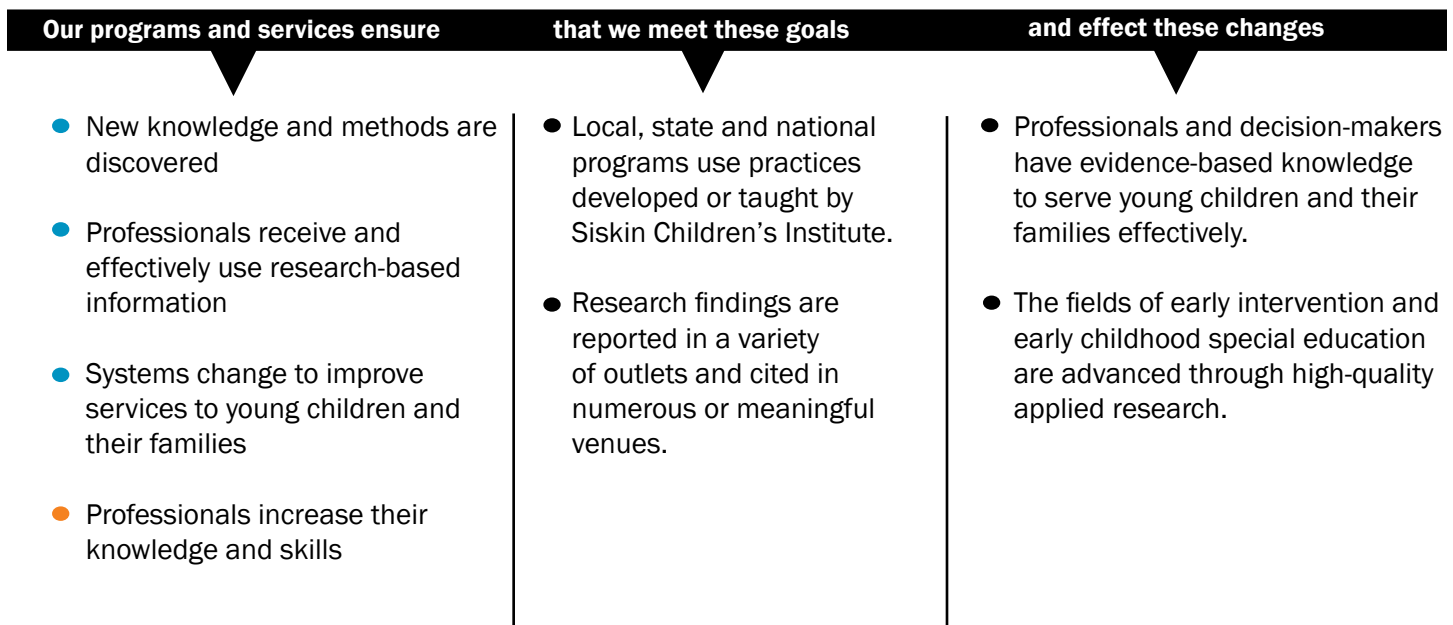 Our programs and services ensure
that we meet these goals
and effect these changes
New knowledge and methods are
discovered
Professionals receive and
effectively use research-based
information
Systems change to improve
services to young children and
their families
Professionals increase their
knowledge and skills
Local, state and national
programs use practices
developed or taught by
Siskin Children’s Institute.
Research findings are
reported in a variety
of outlets and cited in
numerous or meaningful
venues.
Professionals and decision-makers
have evidence-based knowledge
to serve young children and their
families effectively.
The fields of early intervention and
early childhood special education
are advanced through high-quality
applied research.